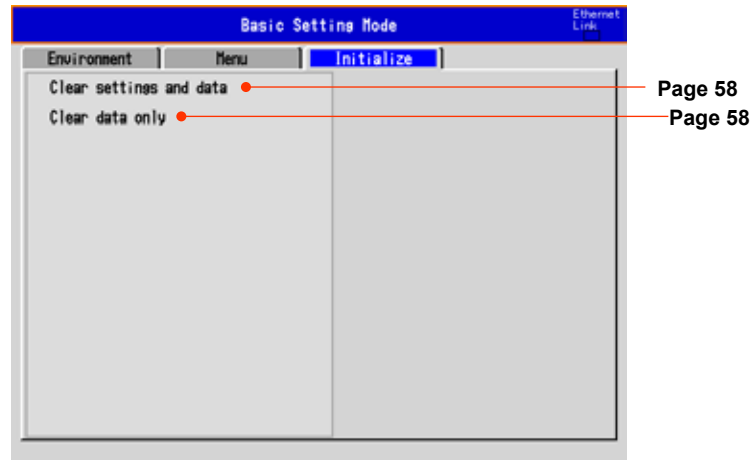 Basic Setting Mode
Ethernet
Link
Environment Menu Initialize
Clear settings and data Page 58
Clear data only Page 58